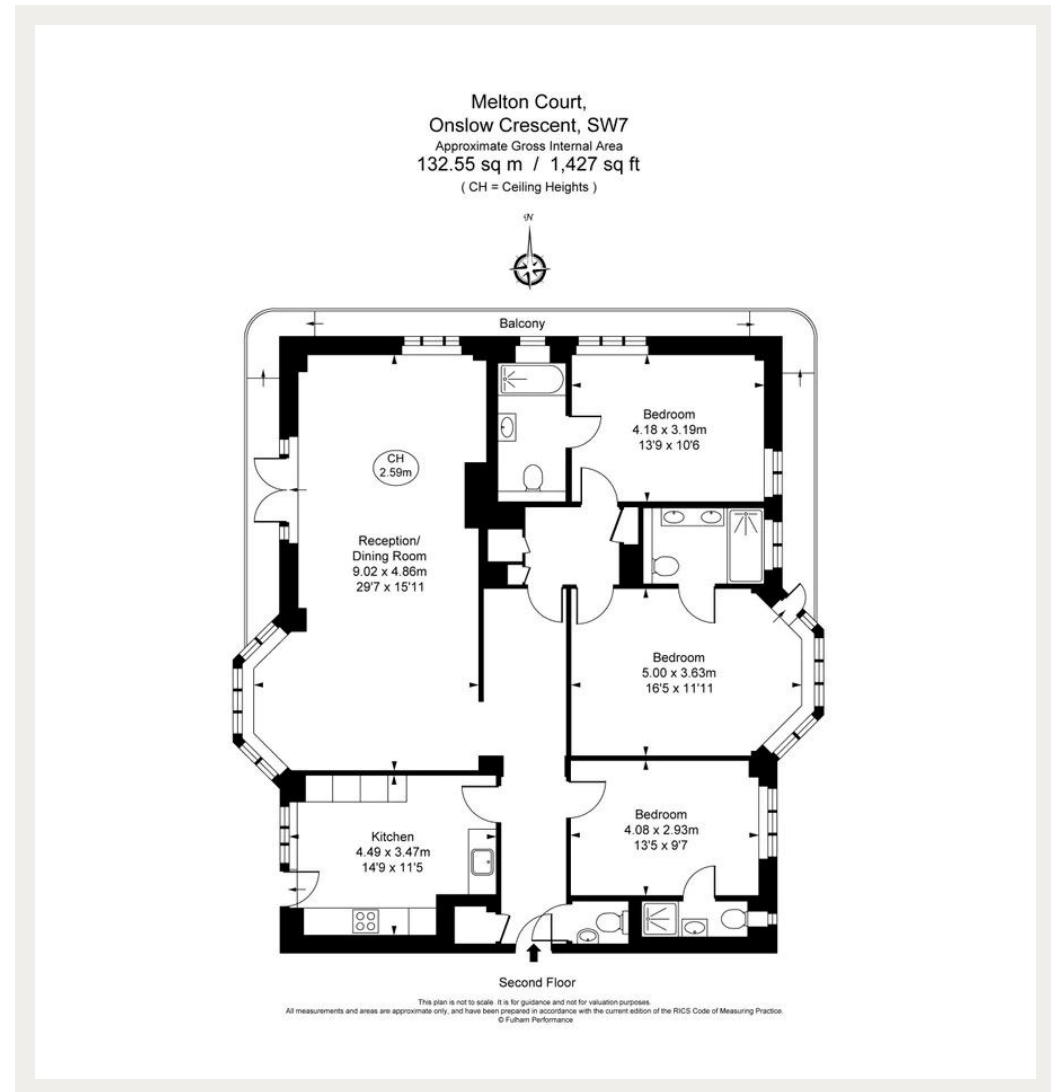 Melton Court,
Onslow Crescent, SW7
Approximate Gross Internal Area
132.55 sq m / 1,427 sq ft
( CH = Ceiling Heights )
N
Balcony
Bedroom
4.18 x 3.19m
13'9 x 10'6
CH
2.59m
Reception/
Dining Room
9.02 x 4.86m
29'7 x 15'11
Bedroom
5.00 x 3.63m
16'5 x 11'11
Bedroom
4.08 x 2.93m
13'5 x 9'7
Kitchen
4.49 x 3.47m
14'9 x 11'5
Second Floor
This plan is not to scale. It is for guidance and not for valuation purposes.
All measurements and areas are approximate only, and have been prepared in accordance with the current edition of the RICS Code of Measuring Practice.
© Fulham Performance